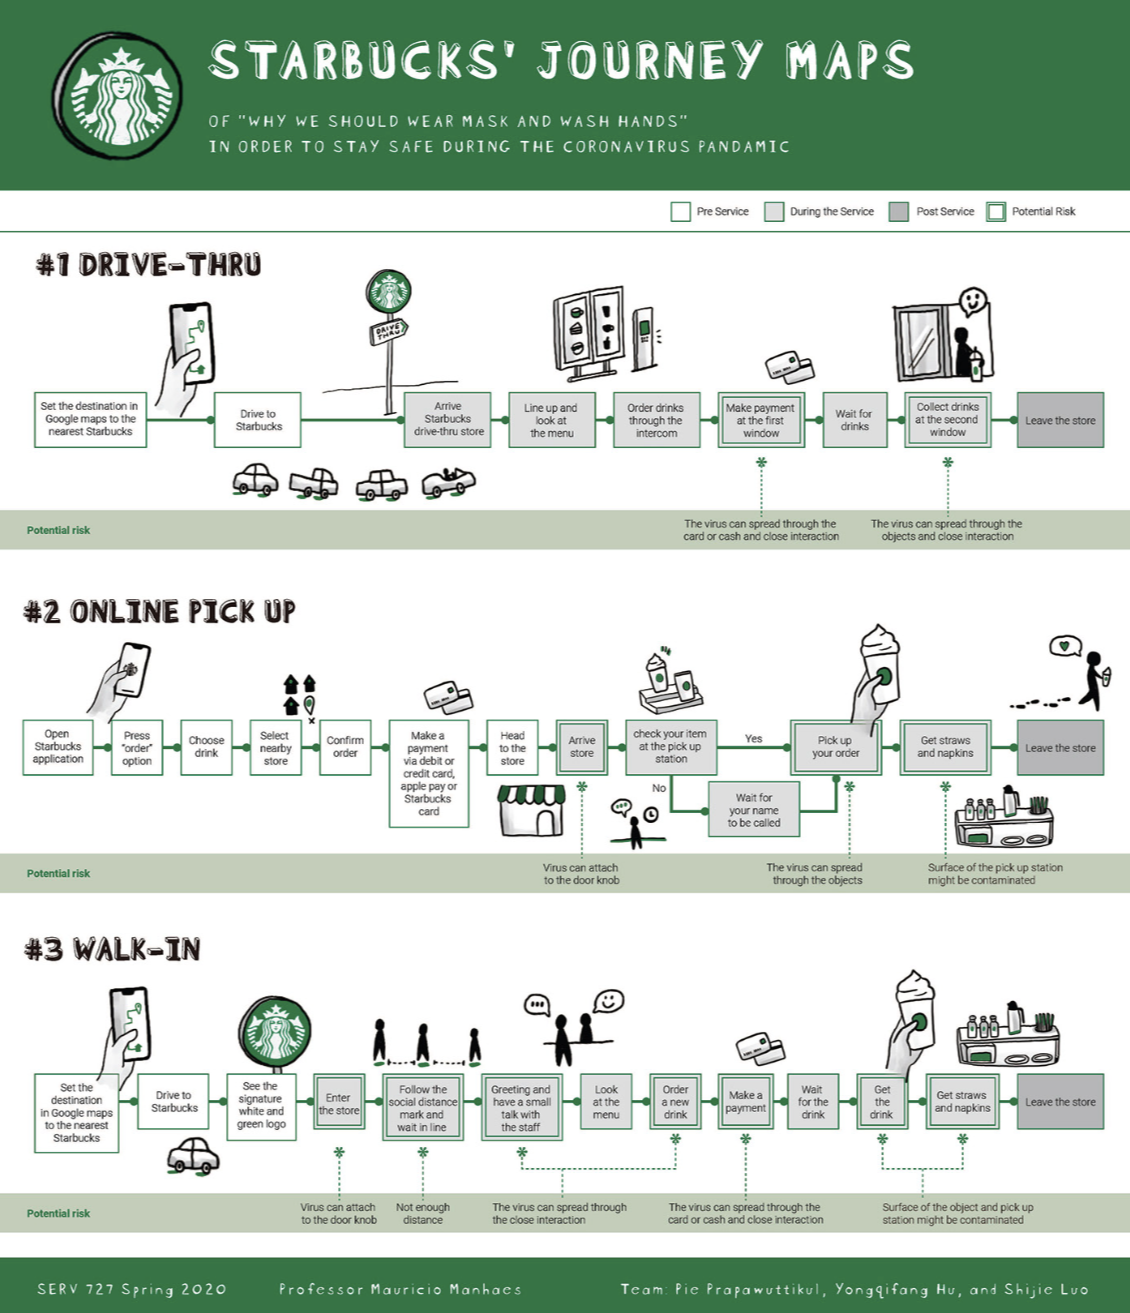 STARBUCKS' JOURNEY MAPS
OF "WHY WE SHOULD WEAR MASK AND WASH HANDS"
IN ORDER TO STAY SAFE DURING THE CORONAVIRUS PANDAMIC
Pre Service
During the Service
Post Service
Potential Risk
#1 DRIVE-THRU
DRIVE
THRU
Set the destination in
Google maps to the
nearest Starbucks
Drive to
Starbucks
Arrive
Starbucks
drive-thru store
Line up and
look at
the menu
Order drinks
through the
intercom
Make payment
at the first
window
Wait for
drinks
Collect drinks
at the second
window
Leave the store
Potential risk
The virus can spread through the
card or cash and close interaction
The virus can spread through the
objects and close interaction
#2 ONLINE PICK UP
Open
Starbucks
application
Press
"order"
option
Choose
drink
Select
nearby
store
Confirm
order
Make a
payment
via debit or
credit card,
apple pay or
Starbucks
card
Head
to the
store
Arrive
store
check your item
at the pick up
station
Yes
No
Wait for
your name
to be called
Pick up
your order
Get straws
and napkins
Leave the store
Potential risk
Virus can attach
to the door knob
The virus can spread
through the objects
Surface of the pick up station
might be contaminated
#3 WALK-IN
Set the
destination
in Google maps
to the nearest
Starbucks
Drive to
Starbucks
See the
signature
white and
green logo
Enter
the store
Follow the
social distance
mark and
wait in line
Greeting and
have a small
talk with
the staff
Look
at the
menu
Order
a new
drink
Make a
payment
Wait
for the
drink
Get
the
drink
Get straws
and napkins
Leave the store
Potential risk
Virus can attach
to the door knob
Not enough
distance
The virus can spread through
the close interaction
The virus can spread through the
card or cash and close interaction
Surface of the object and pick up
station might be contaminated
SERV 727 Spring 2020
Professor Mauricio Manhaes
Team: Pie Prapawuttikul, Yongqifang Hu, and Shijie Luo